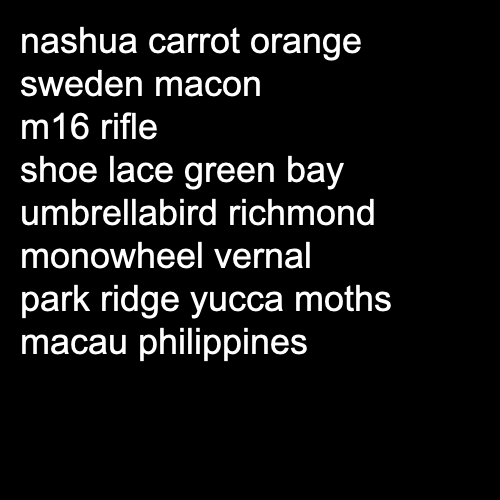 nashua carrot orange
sweden macon
m16 rifle
shoe lace green bay
umbrellabird richmond
monowheel vernal
park ridge yucca moths
macau philippines